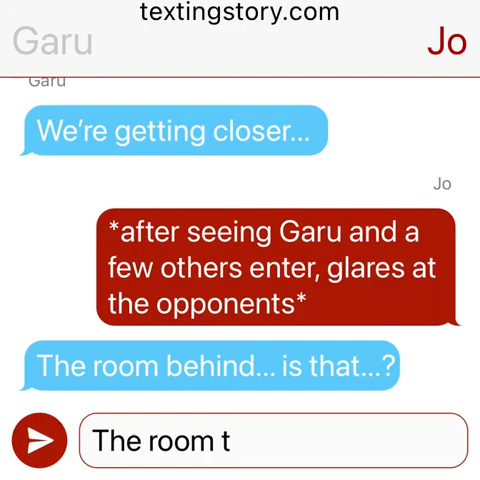 textingstory.com
Garu
Jo
Garu
We’re getting closer...
Jo
*after seeing Garu and a
few others enter, glares at
the opponents*
The room behind... is that...?
The room t